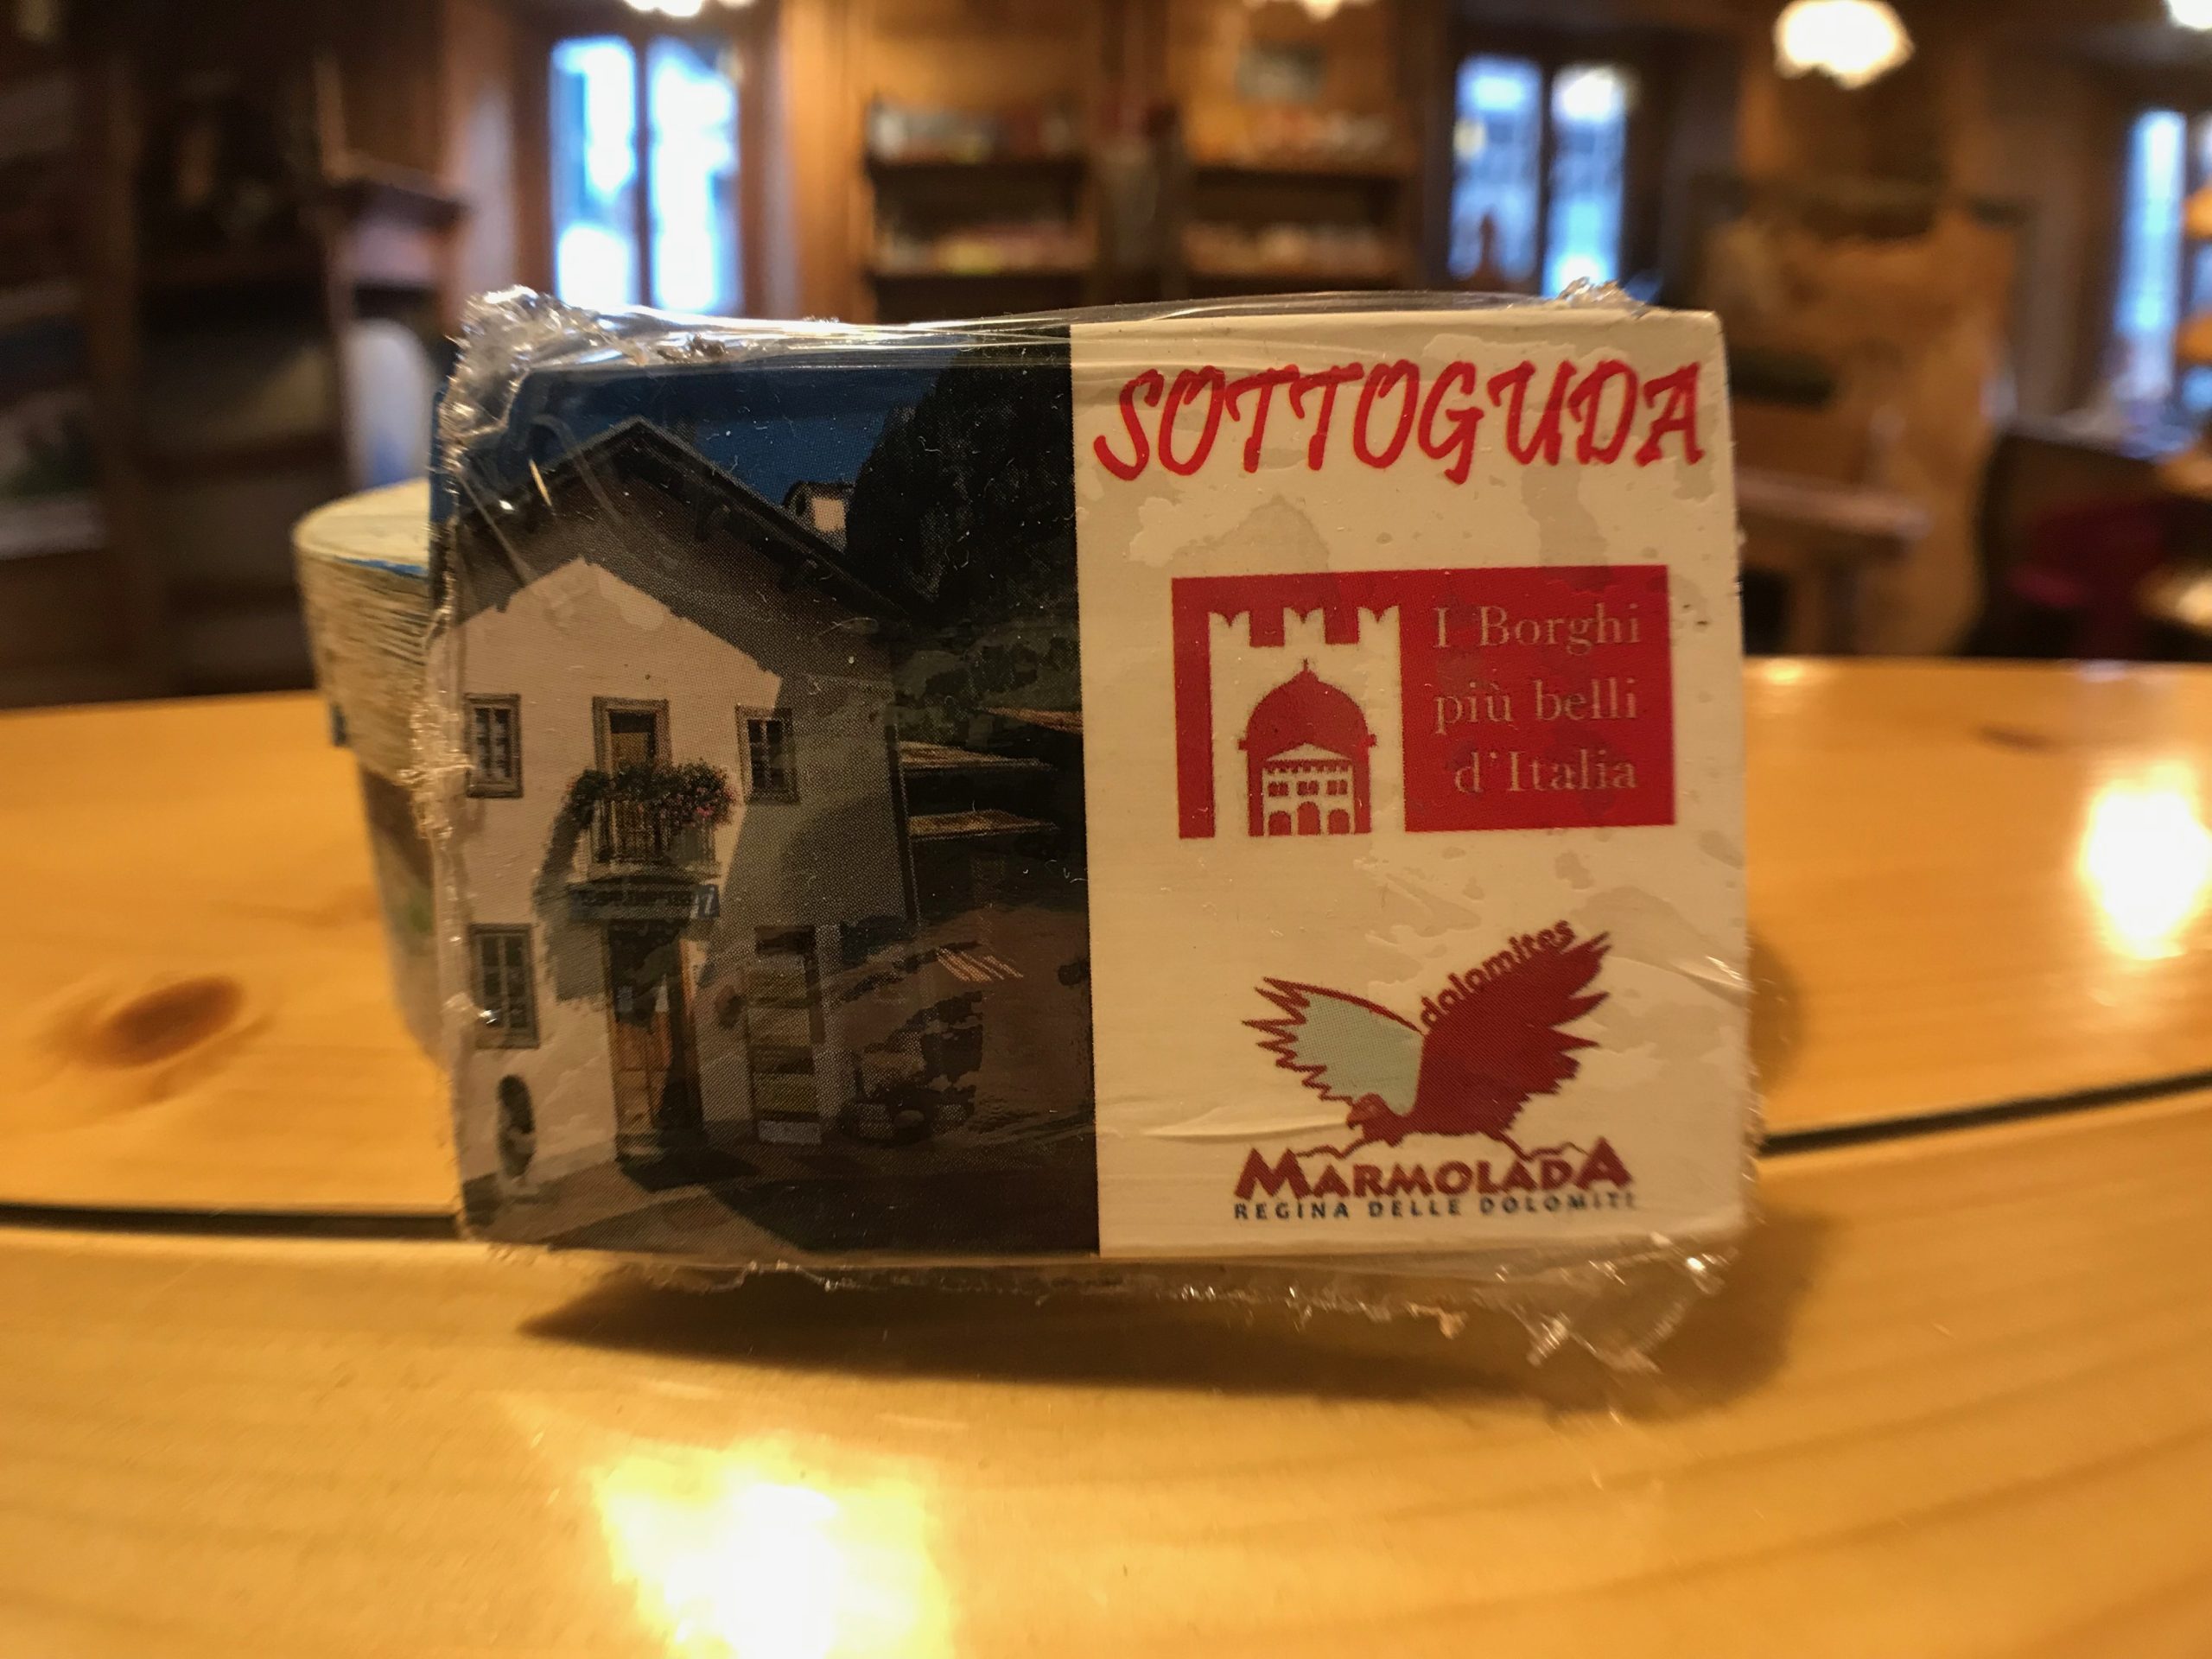 SOTTOGUDA
I Borghi
più belli
d'Italia
dolomites
MARMOLADA
REGINA DELLE DOLOMITI
i